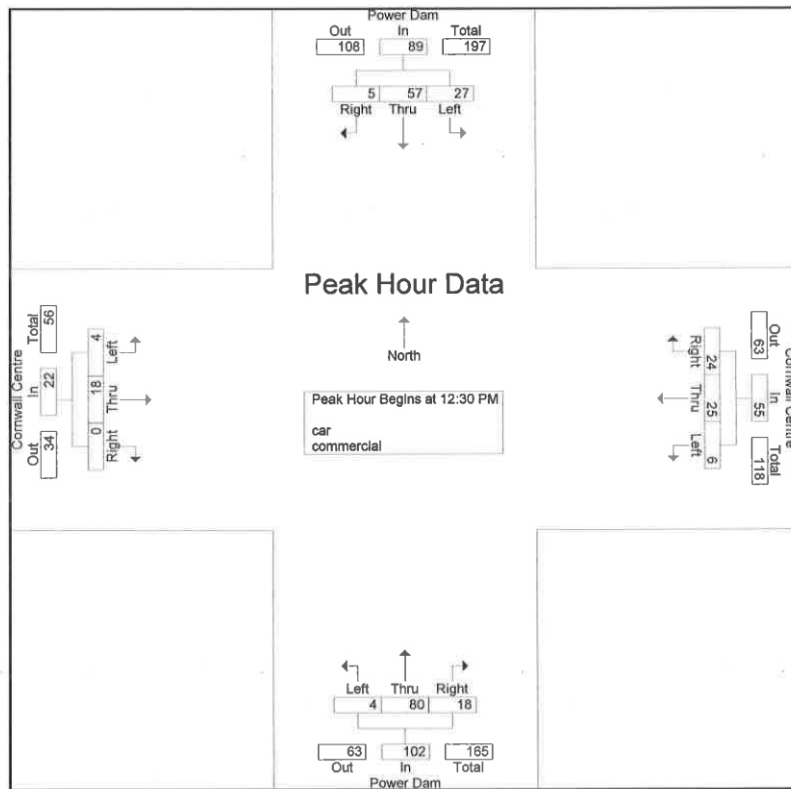 Power Dam
Out In Total
108 89 197
5 57 27
Right Thru Left
Peak Hour Data
North
Peak Hour Begins at 12:30 PM
car
commercial
Cornwall Centre
Out In Total
34 22 56
0 18 4
Right Thru Left
Cornwall Centre
Out In Total
63 55 118
24 25 6
Right Thru Left
Left Thru Right
4 80 18
63 102 165
Out In Total
Power Dam